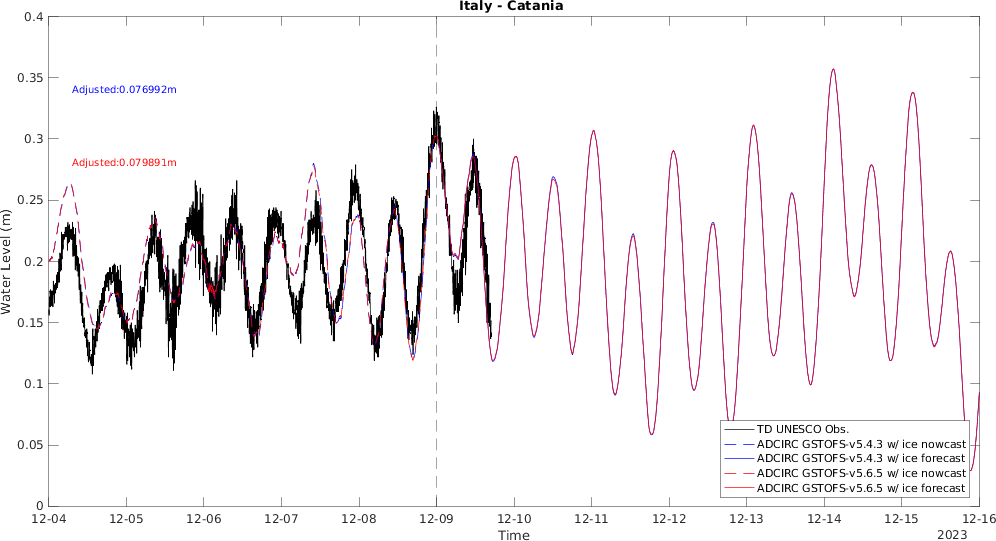 Italy - Catania
0.4
0.35
0.3
0.25
0.2
0.15
0.1
0.05
0
Water Level (m)
Adjusted:0.076992m
Adjusted:0.079891m
TD UNESCO Obs.
ADCIRC GSTOFS-v5.4.3 w/ ice nowcast
ADCIRC GSTOFS-v5.4.3 w/ ice forecast
ADCIRC GSTOFS-v5.6.5 w/ ice nowcast
ADCIRC GSTOFS-v5.6.5 w/ ice forecast
12-04 12-05 12-06 12-07 12-08 12-09 12-10 12-11 12-12 12-13 12-14 12-15 12-16
Time
2023